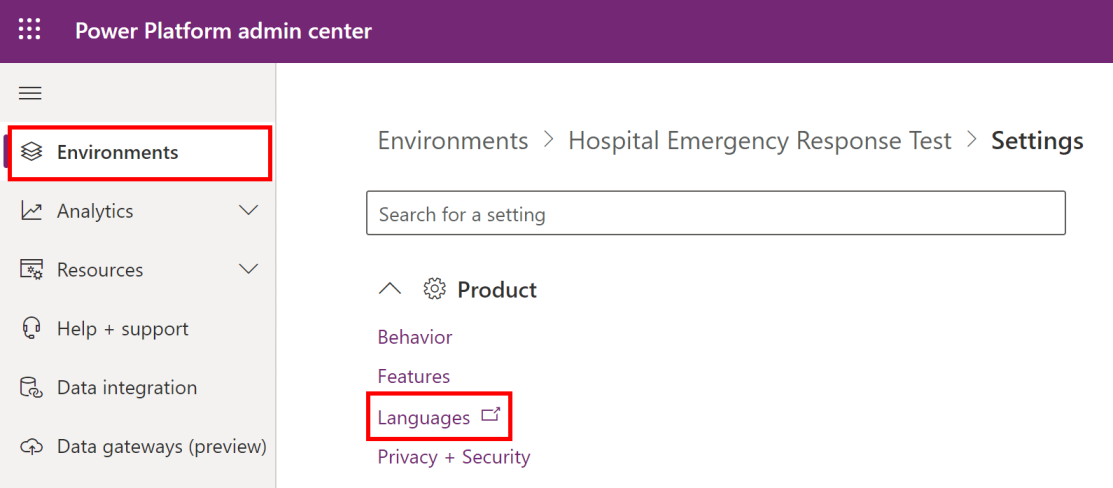 Power Platform admin center
Environments
Analytics
Resources
Help + support
Data integration
Data gateways (preview)
Environments > Hospital Emergency Response Test > Settings
Search for a setting
Product
Behavior
Features
Languages
Privacy + Security